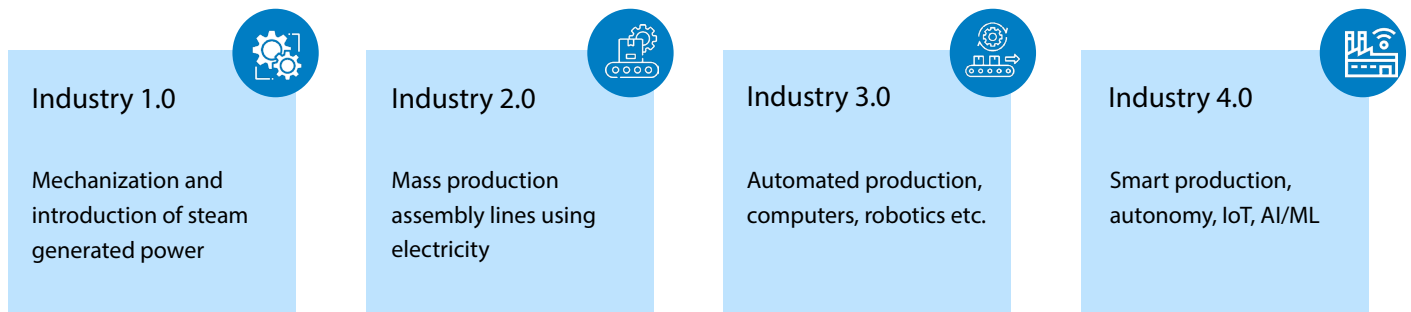 Industry 1.0
Mechanization and
introduction of steam
generated power
Industry 2.0
Mass production
assembly lines using
electricity
Industry 3.0
Automated production,
computers, robotics etc.
Industry 4.0
Smart production,
autonomy, IoT, AI/ML